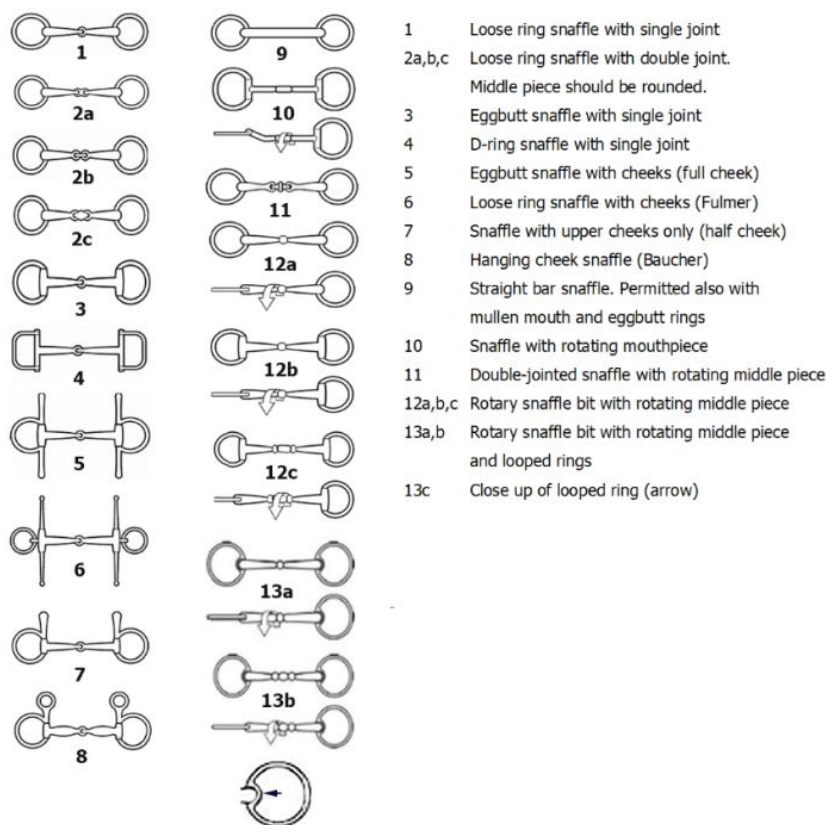 1
2a
2b
2c
3
4
5
6
7
8
9
10
11
12a
12b
12c
13a
13b
1 Loose ring snaffle with single joint
2a,b,c Loose ring snaffle with double joint.
Middle piece should be rounded.
3 Eggbutt snaffle with single joint
4 D-ring snaffle with single joint
5 Eggbutt snaffle with cheeks (full cheek)
6 Loose ring snaffle with cheeks (Fulmer)
7 Snaffle with upper cheeks only (half cheek)
8 Hanging cheek snaffle (Baucher)
9 Straight bar snaffle. Permitted also with
mullen mouth and eggbutt rings
10 Snaffle with rotating mouthpiece
11 Double-jointed snaffle with rotating middle piece
12a,b,c Rotary snaffle bit with rotating middle piece
13a,b Rotary snaffle bit with rotating middle piece
and looped rings
13c Close up of looped ring (arrow)